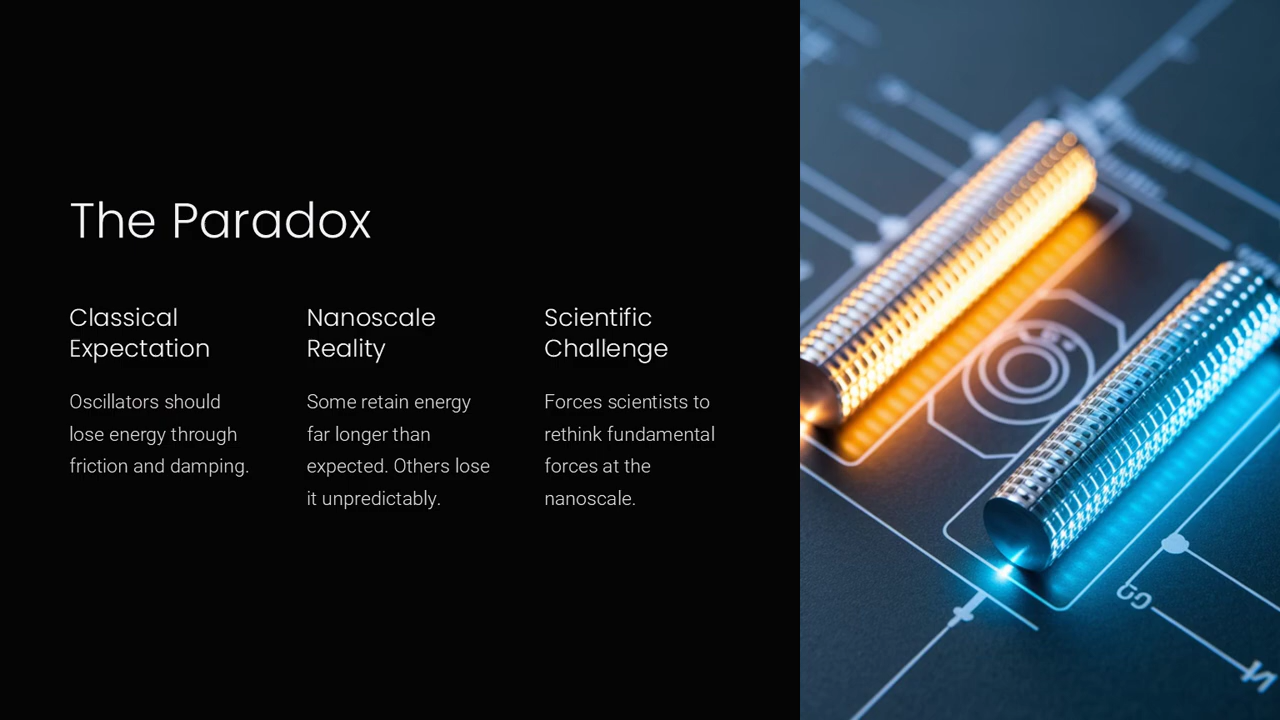 The Paradox
Classical
Expectation
Oscillators should
lose energy through
friction and damping.
Nanoscale
Reality
Some retain energy
far longer than
expected. Others lose
it unpredictably.
Scientific
Challenge
Forces scientists to
rethink fundamental
forces at the
nanoscale.